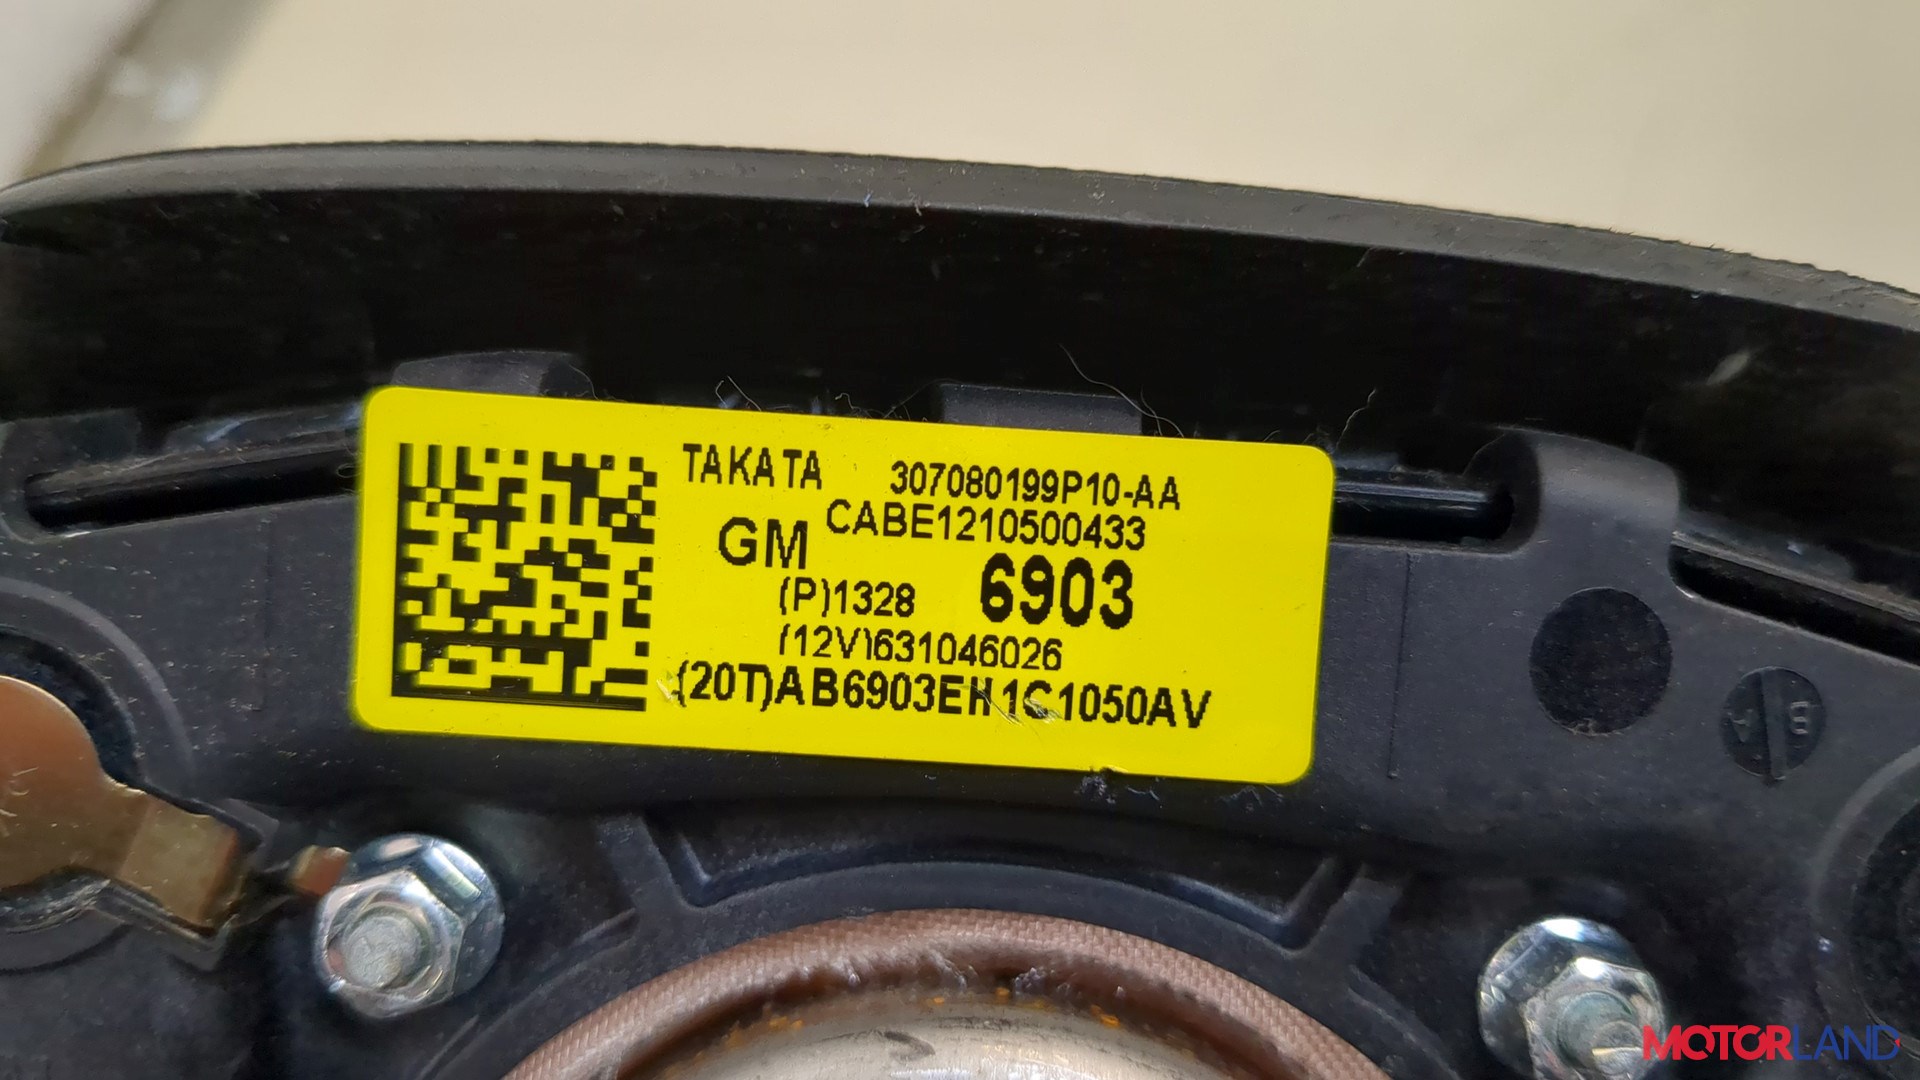 TAKATA 307080199P10-AA
CABE1210500433
GM
(P)1328 6903
(12V)631046026
(20T)AB6903EH1C1050AV
B
A
MOTORLAND